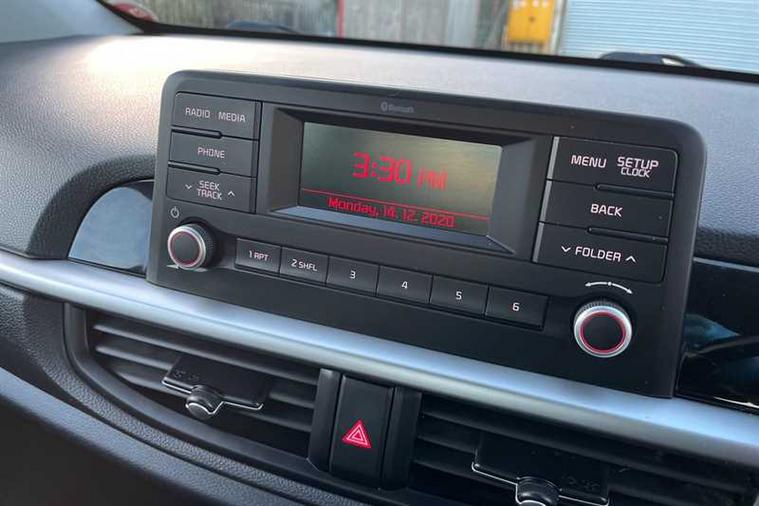 Bluetooth
RADIO MEDIA
PHONE
SEEK
TRACK
3:30 PM
Monday, 14. 12. 2020
MENU SETUP
CLOCK
BACK
FOLDER
1 RPT
2 SHFL
3
4
5
6